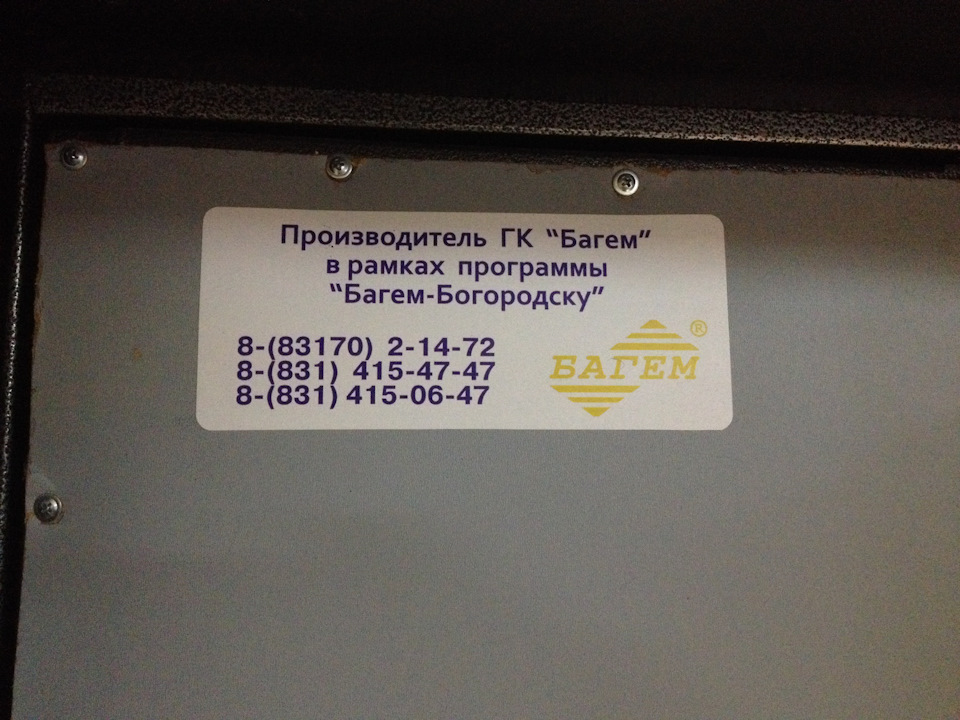 Производитель ГК “Багем”
в рамках программы
“Багем-Богородску”
8-(83170) 2-14-72
8-(831) 415-47-47
8-(831) 415-06-47
БАГЕМ ®